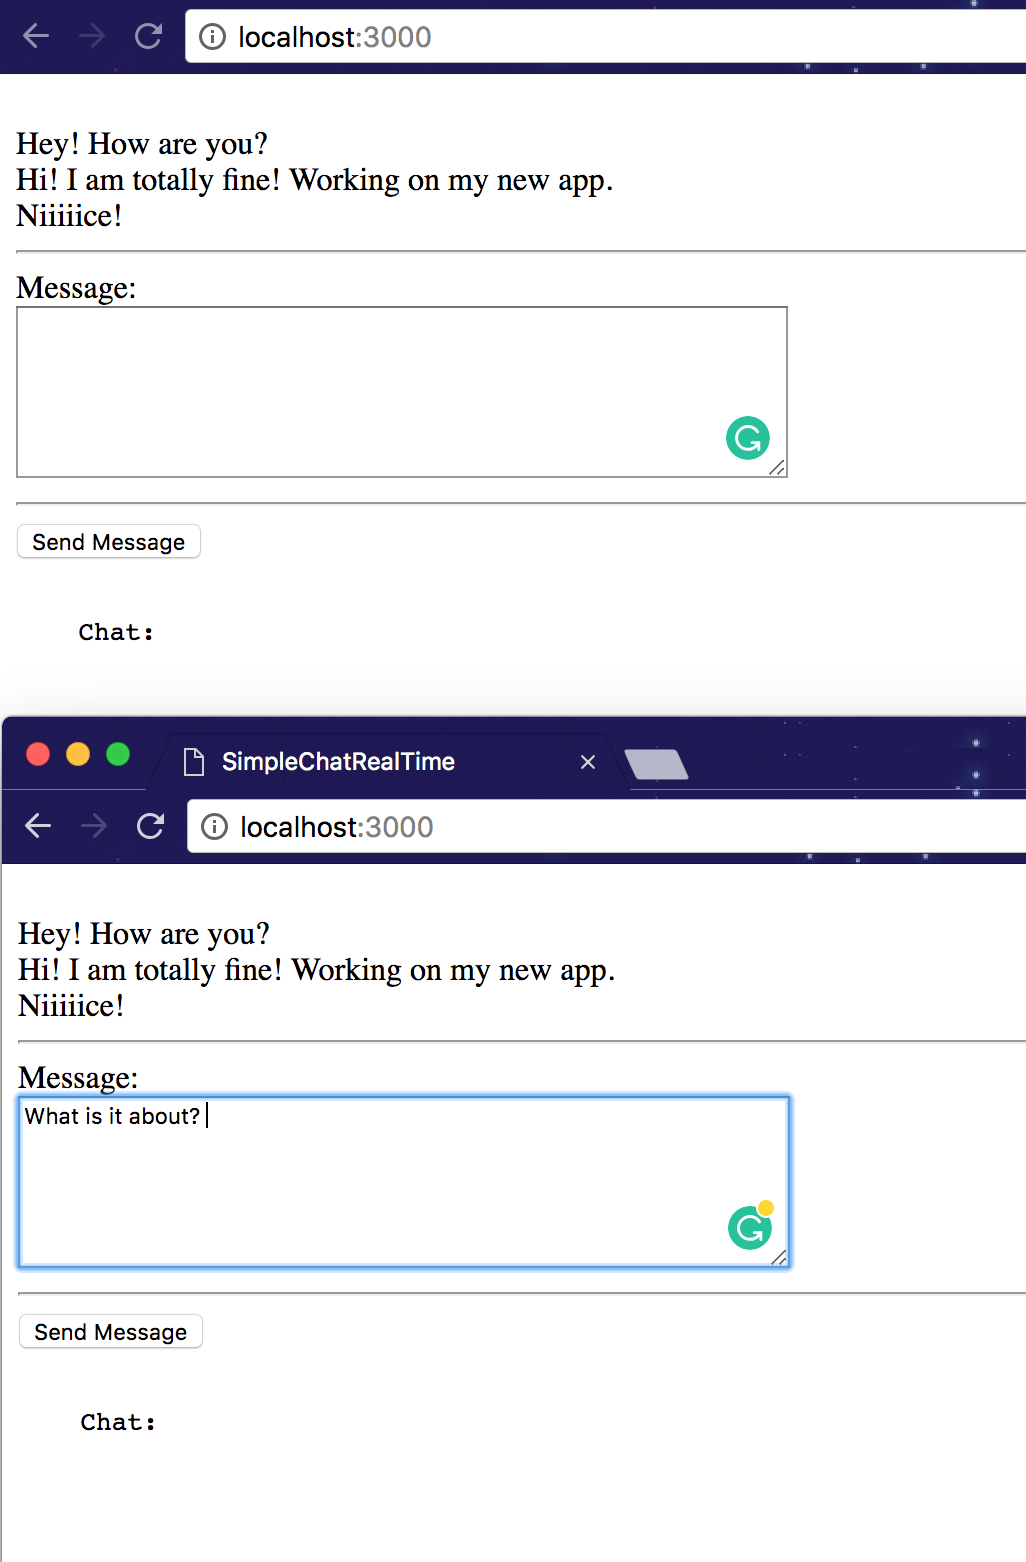 localhost:3000
Hey! How are you?
Hi! I am totally fine! Working on my new app.
Niiiiice!
Message:
Send Message
Chat:
SimpleChatRealTime
localhost:3000
Hey! How are you?
Hi! I am totally fine! Working on my new app.
Niiiiice!
Message:
What is it about?
Send Message
Chat: